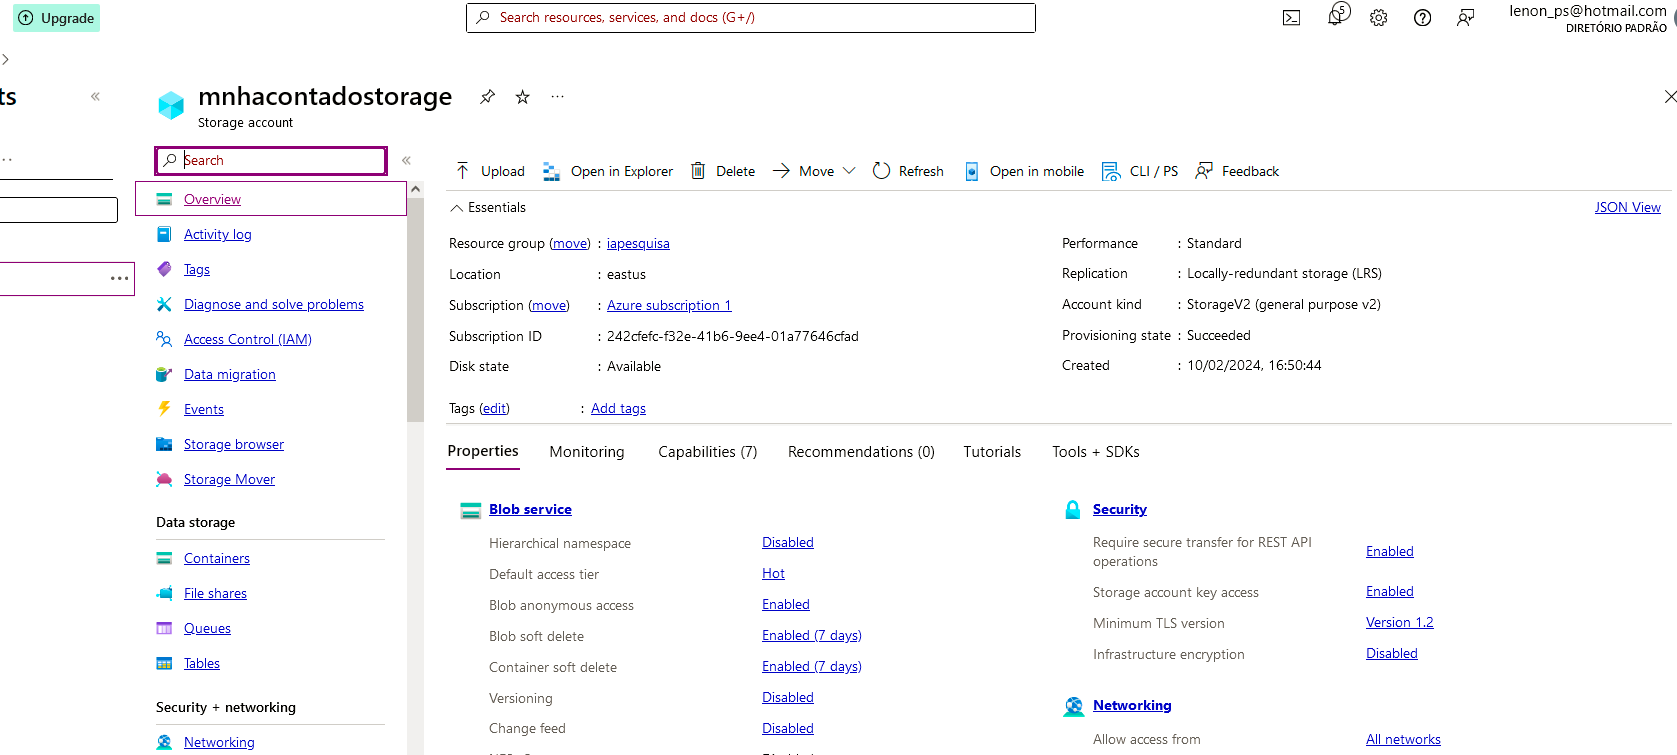 Upgrade
Search resources, services, and docs (G+/)
5
lenon_ps@hotmail.com
DIRETÓRIO PADRÃO
ts
mnhacontadostorage
Storage account
Search
Overview
Activity log
Tags
Diagnose and solve problems
Access Control (IAM)
Data migration
Events
Storage browser
Storage Mover
Data storage
Containers
File shares
Queues
Tables
Security + networking
Networking
Upload
Open in Explorer
Delete
Move
Refresh
Open in mobile
CLI / PS
Feedback
Essentials
JSON View
Resource group (move) : iapesquisa
Location : eastus
Subscription (move) : Azure subscription 1
Subscription ID : 242cfefc-f32e-41b6-9ee4-01a77646cfad
Disk state : Available
Performance : Standard
Replication : Locally-redundant storage (LRS)
Account kind : StorageV2 (general purpose v2)
Provisioning state : Succeeded
Created : 10/02/2024, 16:50:44
Tags (edit) : Add tags
Properties
Monitoring
Capabilities (7)
Recommendations (0)
Tutorials
Tools + SDKs
Blob service
Hierarchical namespace Disabled
Default access tier Hot
Blob anonymous access Enabled
Blob soft delete Enabled (7 days)
Container soft delete Enabled (7 days)
Versioning Disabled
Change feed Disabled
Security
Require secure transfer for REST API
operations Enabled
Storage account key access Enabled
Minimum TLS version Version 1.2
Infrastructure encryption Disabled
Networking
Allow access from All networks